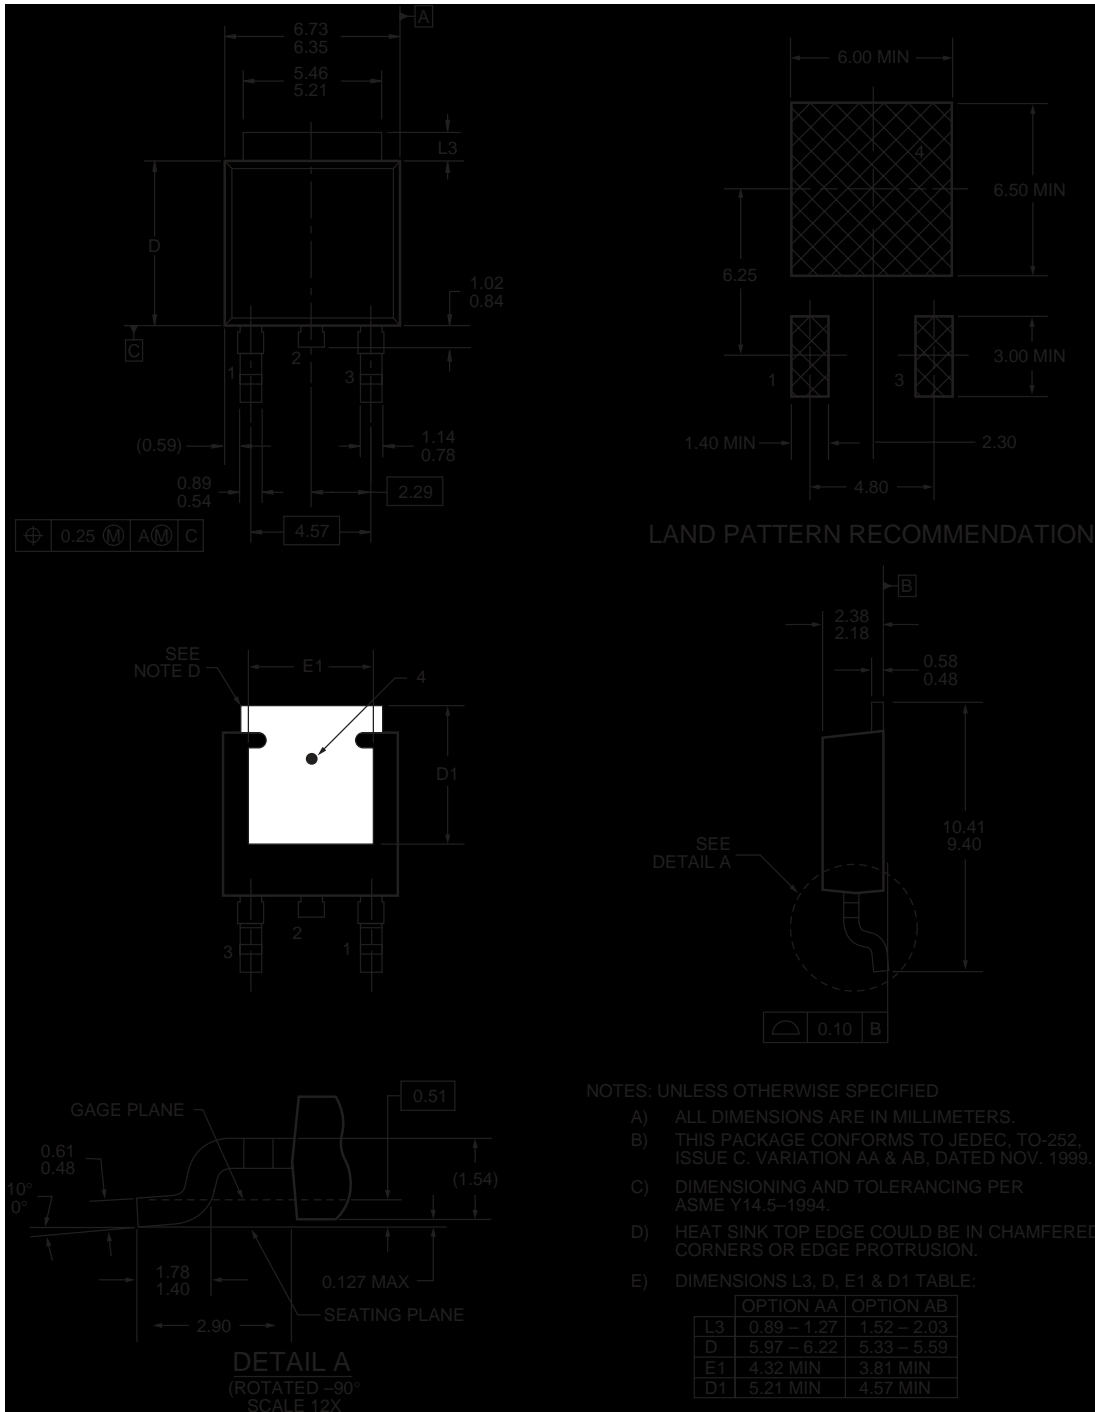 6.73
6.35
A
5.46
5.21
L3
D
1.02
0.84
C
1
2
3
(0.59)
1.14
0.78
0.89
0.54
2.29
0.25 Ⓜ A Ⓜ C
4.57
6.00 MIN
4
6.50 MIN
6.25
3.00 MIN
1
3
1.40 MIN
2.30
4.80
LAND PATTERN RECOMMENDATION
SEE
NOTE D
E1
4
D1
3
2
1
B
2.38
2.18
0.58
0.48
10.41
9.40
SEE
DETAIL A
0.10 B
GAGE PLANE
0.51
0.61
0.48
(1.54)
10°
0°
1.78
1.40
0.127 MAX
SEATING PLANE
2.90
DETAIL A
(ROTATED –90°
SCALE 12X
NOTES: UNLESS OTHERWISE SPECIFIED
A) ALL DIMENSIONS ARE IN MILLIMETERS.
B) THIS PACKAGE CONFORMS TO JEDEC, TO-252,
ISSUE C. VARIATION AA & AB, DATED NOV. 1999.
C) DIMENSIONING AND TOLERANCING PER
ASME Y14.5–1994.
D) HEAT SINK TOP EDGE COULD BE IN CHAMFERED
CORNERS OR EDGE PROTRUSION.
E) DIMENSIONS L3, D, E1 & D1 TABLE:
OPTION AA OPTION AB
L3 0.89 – 1.27 1.52 – 2.03
D 5.97 – 6.22 5.33 – 5.59
E1 4.32 MIN 3.81 MIN
D1 5.21 MIN 4.57 MIN